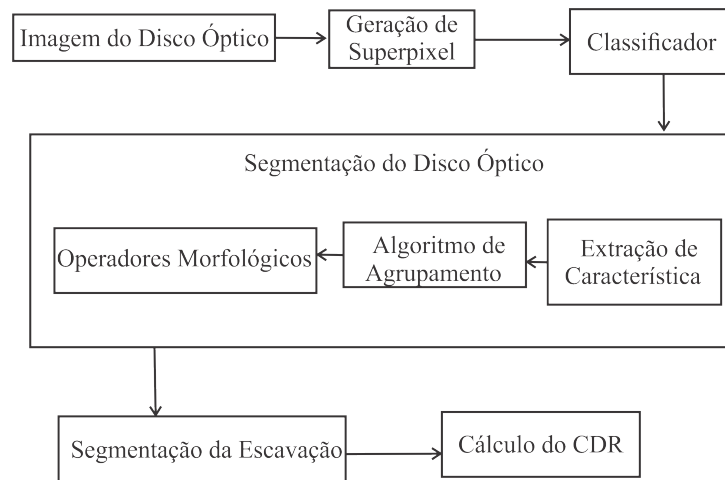 Imagem do Disco Óptico
Geração de
Superpixel
Classificador
Segmentação do Disco Óptico
Operadores Morfológicos
Algoritmo de
Agrupamento
Extração de
Característica
Segmentação da Escavação
Cálculo do CDR